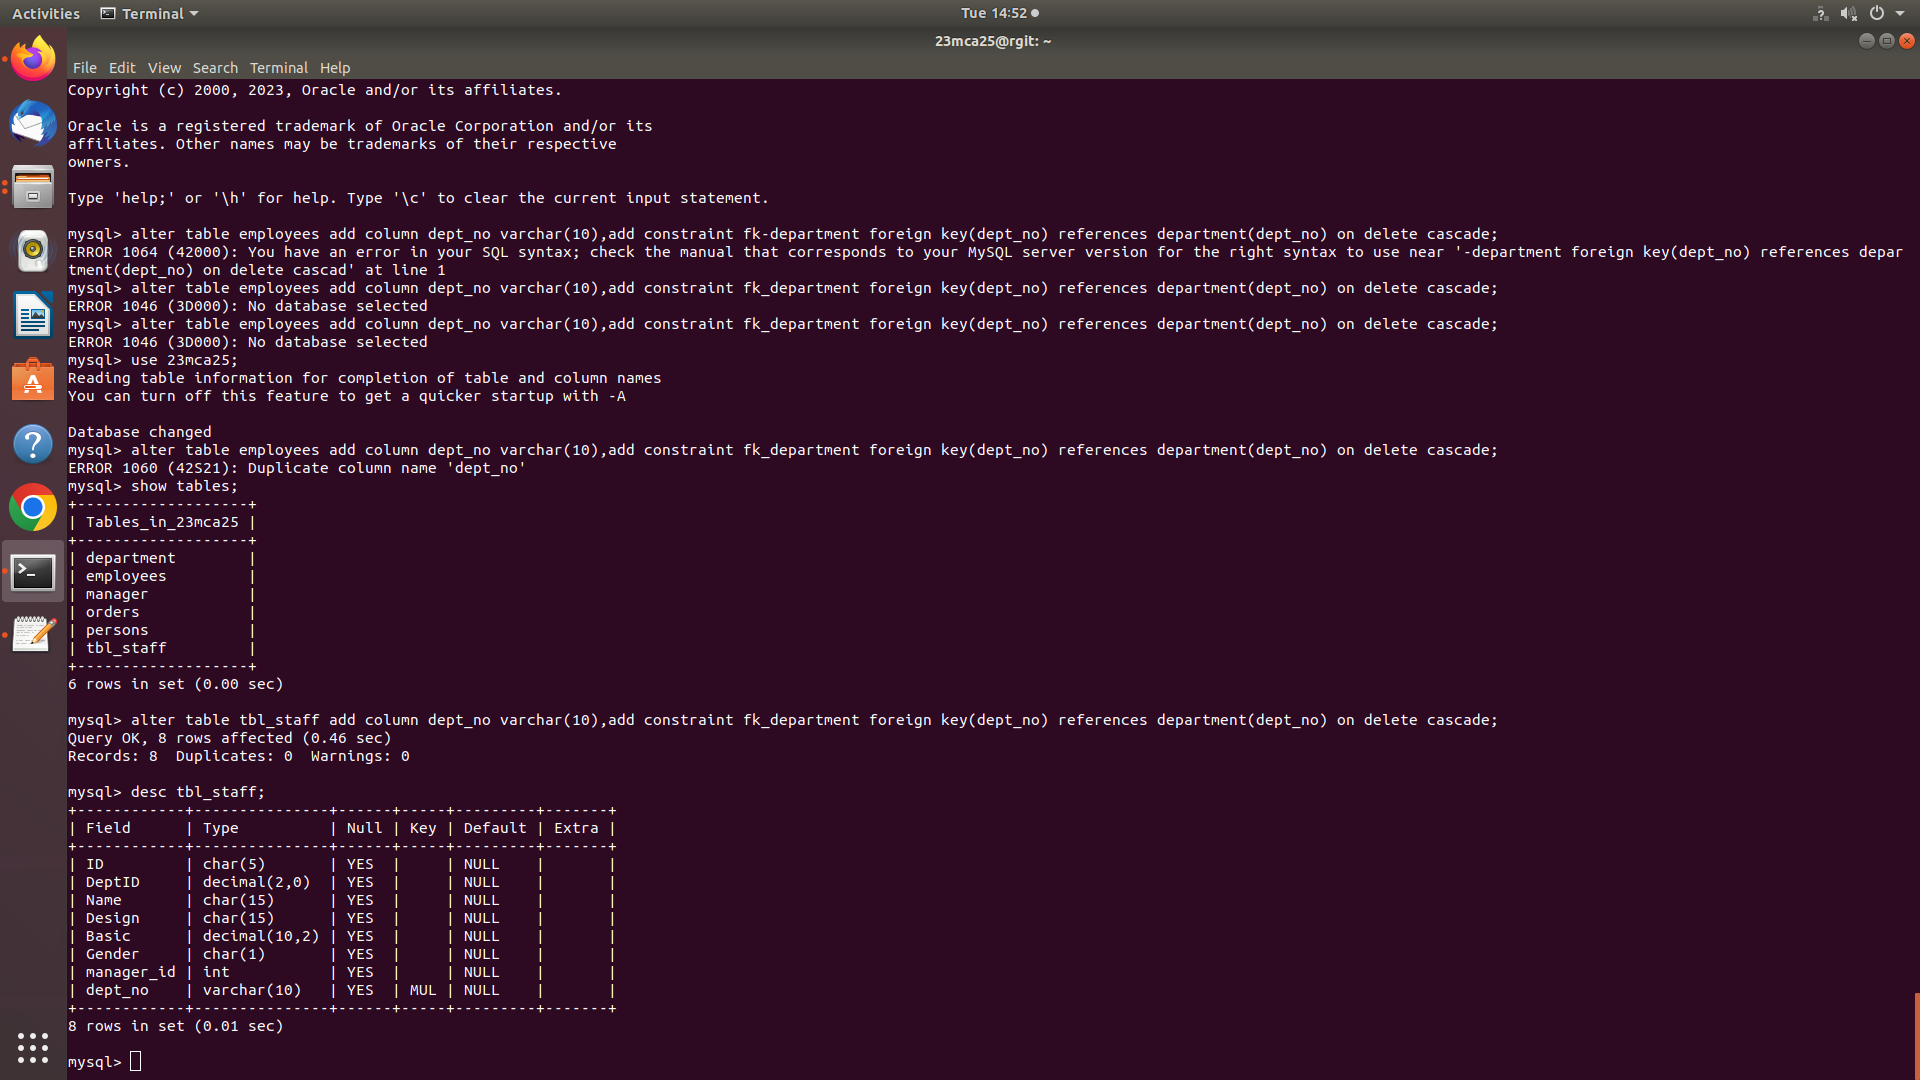 Activities Terminal Tue 14:52
23mca25@rgit: ~
File Edit View Search Terminal Help
Copyright (c) 2000, 2023, Oracle and/or its affiliates.
Oracle is a registered trademark of Oracle Corporation and/or its
affiliates. Other names may be trademarks of their respective
owners.
Type 'help;' or '\h' for help. Type '\c' to clear the current input statement.
mysql> alter table employees add column dept_no varchar(10),add constraint fk-department foreign key(dept_no) references department(dept_no) on delete cascade;
ERROR 1064 (42000): You have an error in your SQL syntax; check the manual that corresponds to your MySQL server version for the right syntax to use near '-department foreign key(dept_no) references depar
tment(dept_no) on delete cascad' at line 1
mysql> alter table employees add column dept_no varchar(10),add constraint fk_department foreign key(dept_no) references department(dept_no) on delete cascade;
ERROR 1046 (3D000): No database selected
mysql> alter table employees add column dept_no varchar(10),add constraint fk_department foreign key(dept_no) references department(dept_no) on delete cascade;
ERROR 1046 (3D000): No database selected
mysql> use 23mca25;
Reading table information for completion of table and column names
You can turn off this feature to get a quicker startup with -A
Database changed
mysql> alter table employees add column dept_no varchar(10),add constraint fk_department foreign key(dept_no) references department(dept_no) on delete cascade;
ERROR 1060 (42S21): Duplicate column name 'dept_no'
mysql> show tables;
+-------------------+
| Tables_in_23mca25 |
+-------------------+
| department        |
| employees         |
| manager           |
| orders            |
| persons           |
| tbl_staff         |
+-------------------+
6 rows in set (0.00 sec)
mysql> alter table tbl_staff add column dept_no varchar(10),add constraint fk_department foreign key(dept_no) references department(dept_no) on delete cascade;
Query OK, 8 rows affected (0.46 sec)
Records: 8  Duplicates: 0  Warnings: 0
mysql> desc tbl_staff;
+------------+---------------+------+-----+---------+-------+
| Field      | Type          | Null | Key | Default | Extra |
+------------+---------------+------+-----+---------+-------+
| ID         | char(5)       | YES  |     | NULL    |       |
| DeptID     | decimal(2,0)  | YES  |     | NULL    |       |
| Name       | char(15)      | YES  |     | NULL    |       |
| Design     | char(15)      | YES  |     | NULL    |       |
| Basic      | decimal(10,2) | YES  |     | NULL    |       |
| Gender     | char(1)       | YES  |     | NULL    |       |
| manager_id | int           | YES  |     | NULL    |       |
| dept_no    | varchar(10)   | YES  | MUL | NULL    |       |
+------------+---------------+------+-----+---------+-------+
8 rows in set (0.01 sec)
mysql>